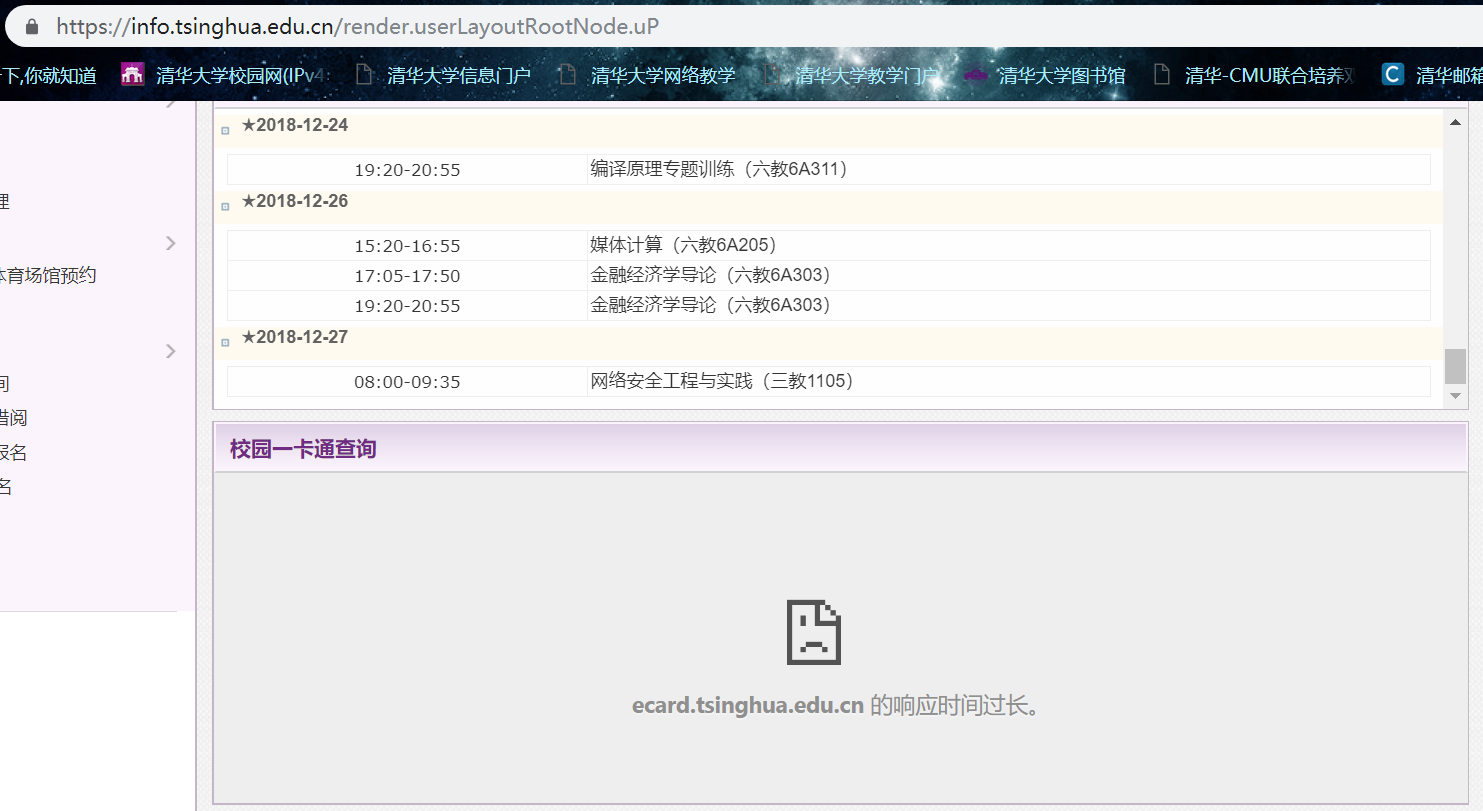 https://info.tsinghua.edu.cn/render.userLayoutRootNode.uP
下,你就知道 清华大学校园网(IPv4: 清华大学信息门户 清华大学网络教学 清华大学教学门户 清华大学图书馆 清华-CMU联合培养双 清华邮箱
★2018-12-24
19:20-20:55 编译原理专题训练（六教6A311）
理
★2018-12-26
15:20-16:55 媒体计算（六教6A205）
体育场馆预约
17:05-17:50 金融经济学导论（六教6A303）
19:20-20:55 金融经济学导论（六教6A303）
★2018-12-27
间
08:00-09:35 网络安全工程与实践（三教1105）
借阅
报名
名
校园一卡通查询
ecard.tsinghua.edu.cn 的响应时间过长。